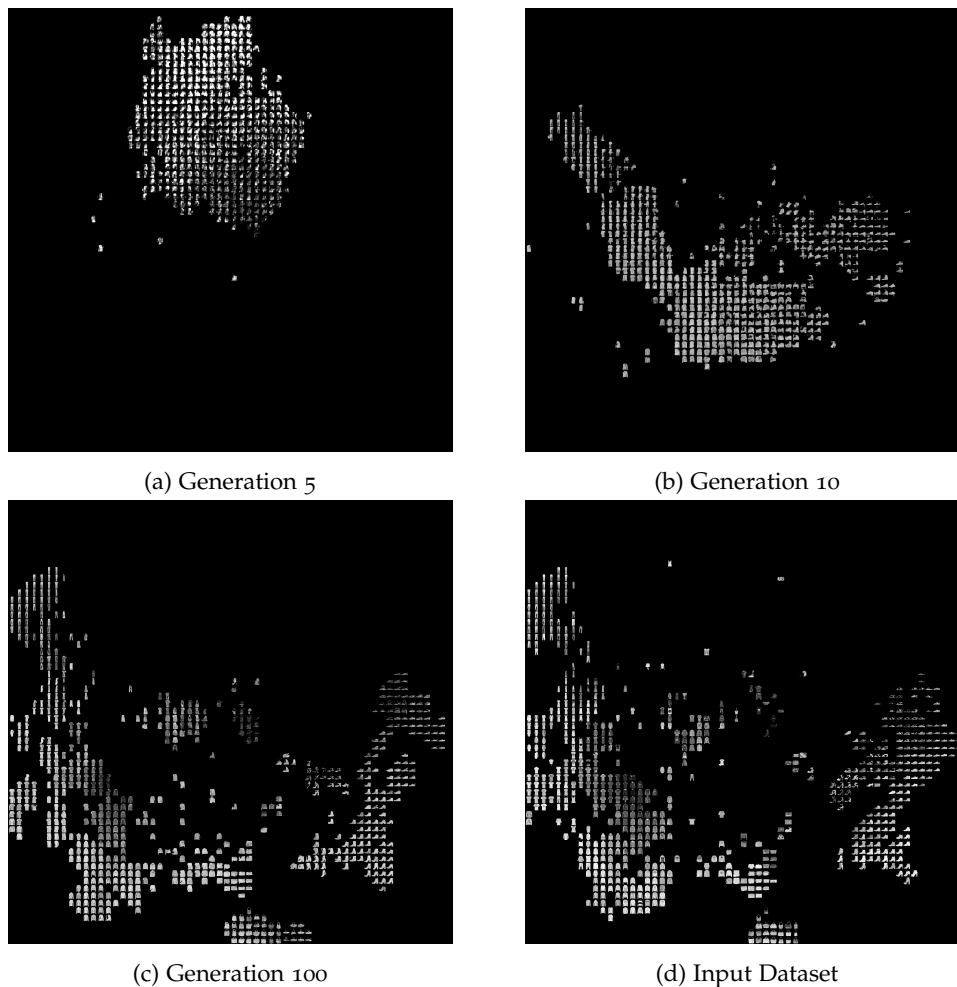 (a) Generation 5
(b) Generation 10
(c) Generation 100
(d) Input Dataset